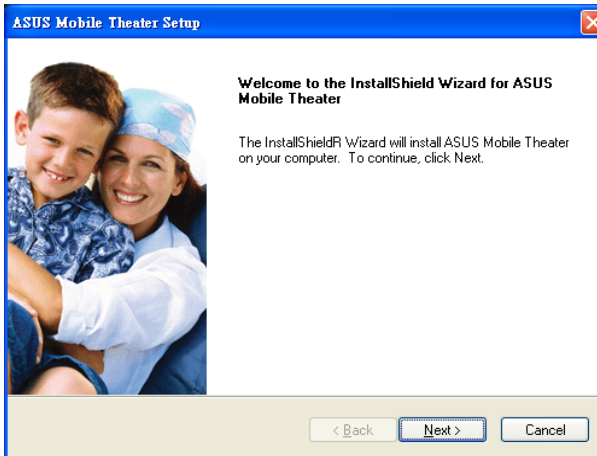 ASUS Mobile Theater Setup
Welcome to the InstallShield Wizard for ASUS
Mobile Theater
The InstallShieldR Wizard will install ASUS Mobile Theater
on your computer. To continue, click Next.
< Back
Next >
Cancel